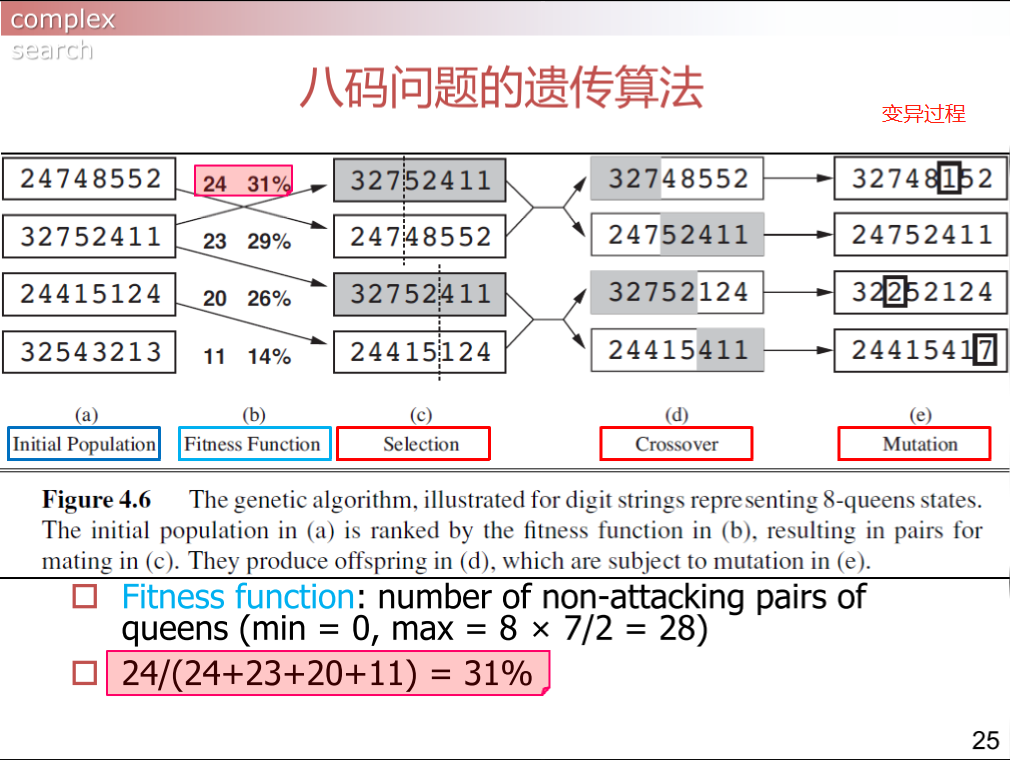 complex
search
八码问题的遗传算法
变异过程
24748552 24 31% 32752411 32748552 32748152
32752411 23 29% 24748552 24752411 24752411
24415124 20 26% 32752411 32752124 32252124
32543213 11 14% 24415124 24415411 24415417
(a) (b) (c) (d) (e)
Initial Population Fitness Function Selection Crossover Mutation
Figure 4.6 The genetic algorithm, illustrated for digit strings representing 8-queens states.
The initial population in (a) is ranked by the fitness function in (b), resulting in pairs for
mating in (c). They produce offspring in (d), which are subject to mutation in (e).
Fitness function: number of non-attacking pairs of
queens (min = 0, max = 8 × 7/2 = 28)
24/(24+23+20+11) = 31%
25